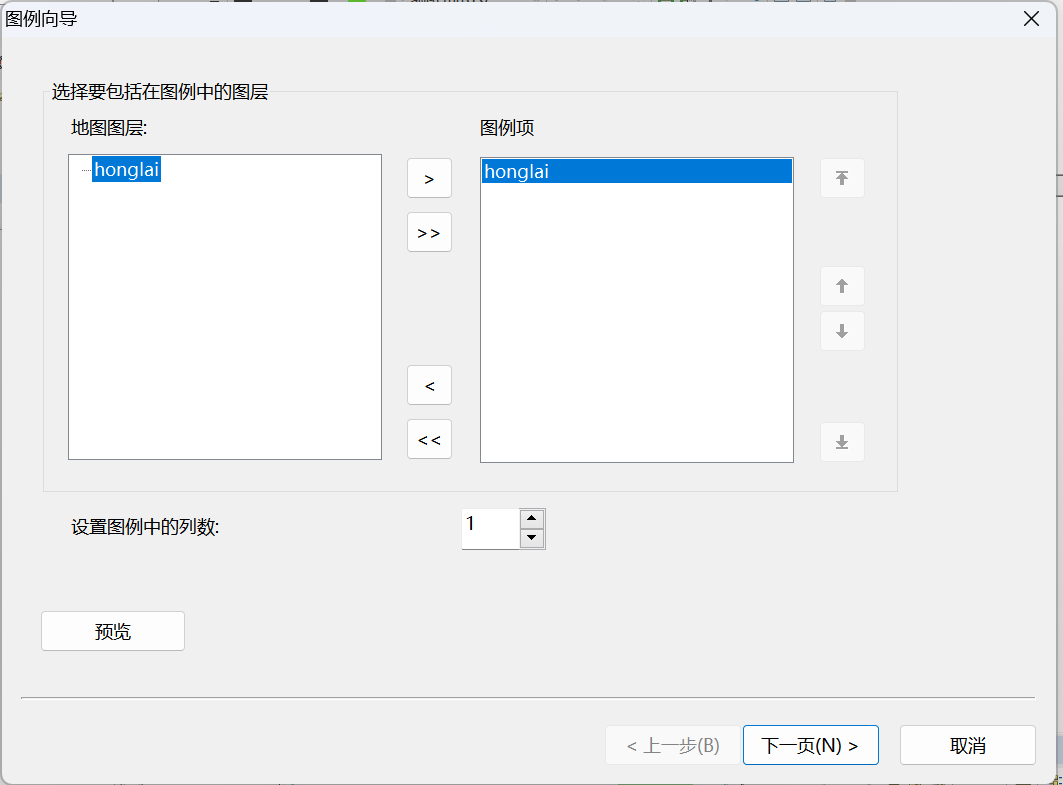 图例向导
选择要包括在图例中的图层
地图图层:
图例项
honglai
honglai
>
>>
<
<<
设置图例中的列数:
1
预览
< 上一步(B)
下一页(N) >
取消